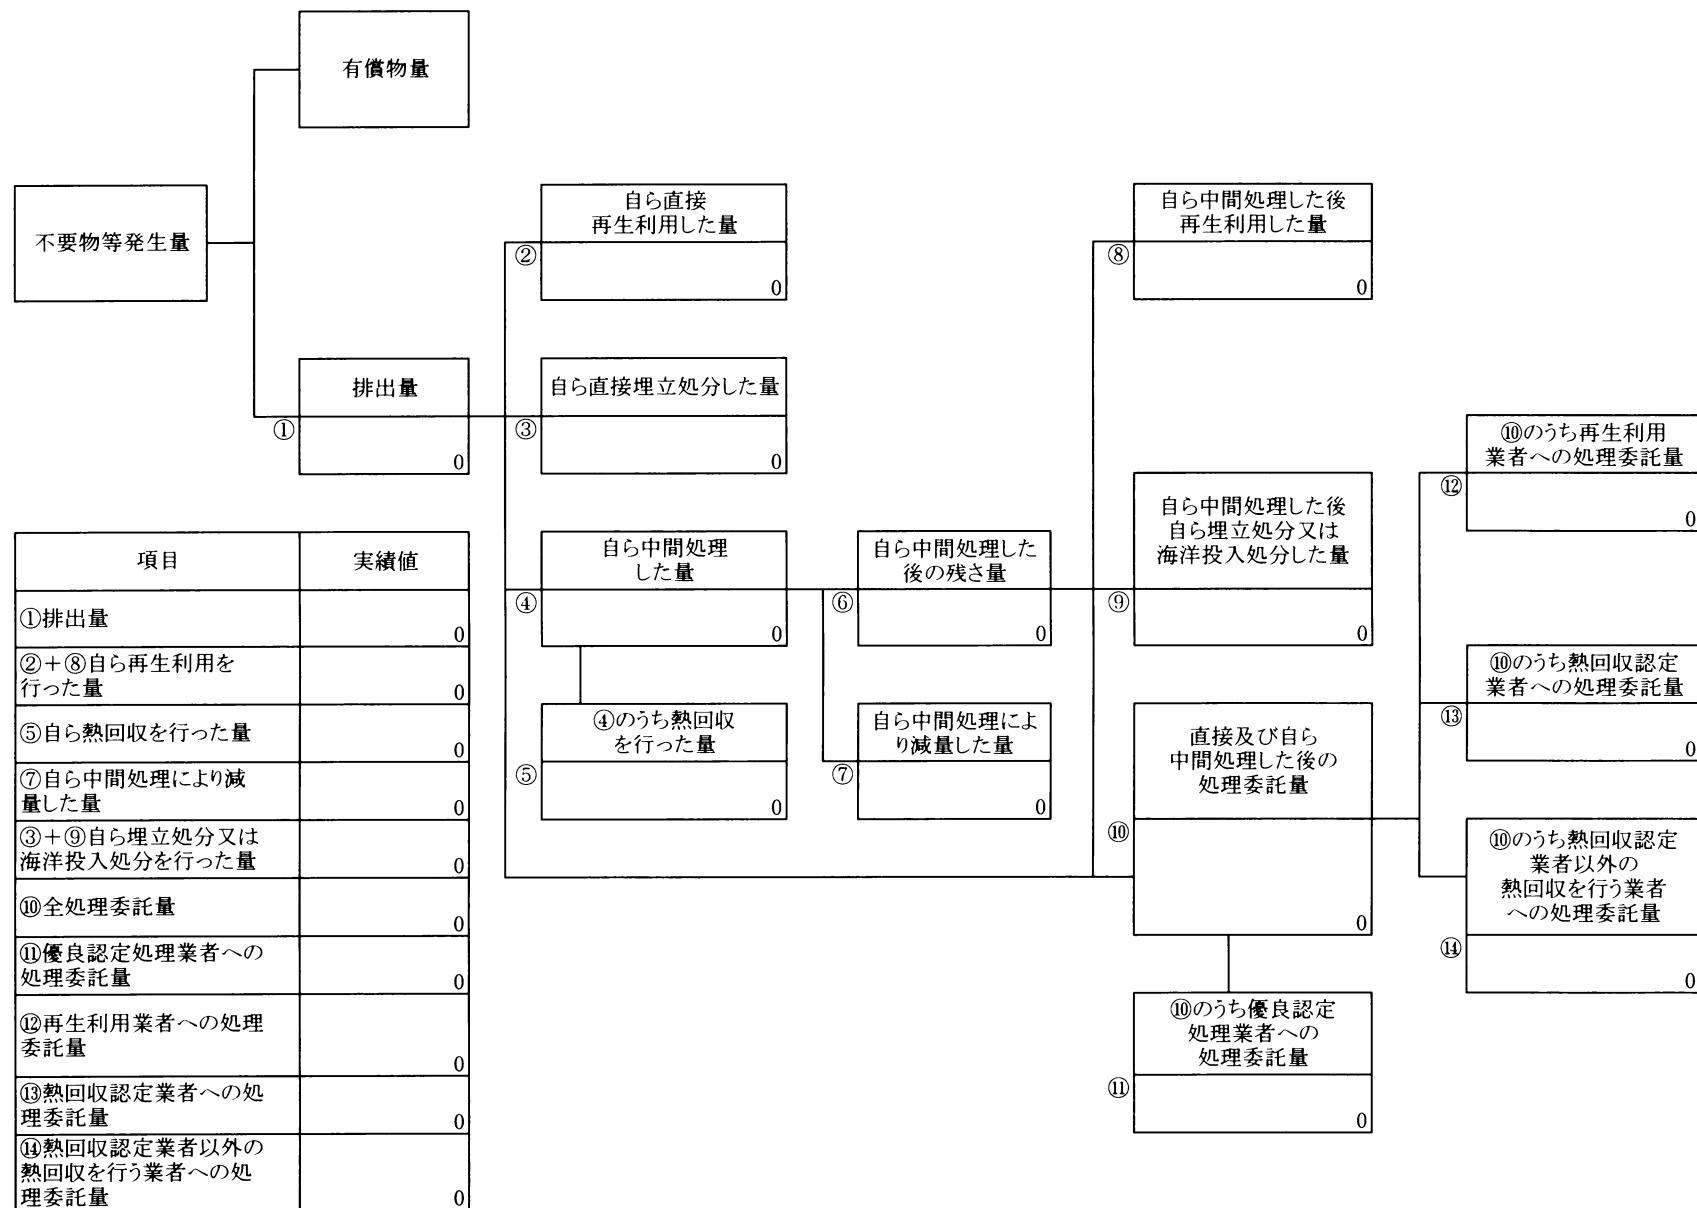 有償物量
不要物等発生量
排出量
①
0
自ら直接
再生利用した量
②
0
自ら直接埋立処分した量
③
0
自ら中間処理
した量
④
0
④のうち熱回収
を行った量
⑤
0
自ら中間処理した
後の残さ量
⑥
0
自ら中間処理によ
り減量した量
⑦
0
自ら中間処理した後
再生利用した量
⑧
0
自ら中間処理した後
自ら埋立処分又は
海洋投入処分した量
⑨
0
直接及び自ら
中間処理した後の
処理委託量
⑩
0
⑩のうち優良認定
処理業者への
処理委託量
⑪
0
⑩のうち再生利用
業者への処理委託量
⑫
0
⑩のうち熱回収認定
業者への処理委託量
⑬
0
⑩のうち熱回収認定
業者以外の
熱回収を行う業者
への処理委託量
⑭
0
項目 実績値
①排出量
0
②+⑧自ら再生利用を
行った量
0
⑤自ら熱回収を行った量
0
⑦自ら中間処理により減
量した量
0
③+⑨自ら埋立処分又は
海洋投入処分を行った量
0
⑩全処理委託量
0
⑪優良認定処理業者への
処理委託量
0
⑫再生利用業者への処理
委託量
0
⑬熱回収認定業者への処
理委託量
0
⑭熱回収認定業者以外の
熱回収を行う業者への処
理委託量
0